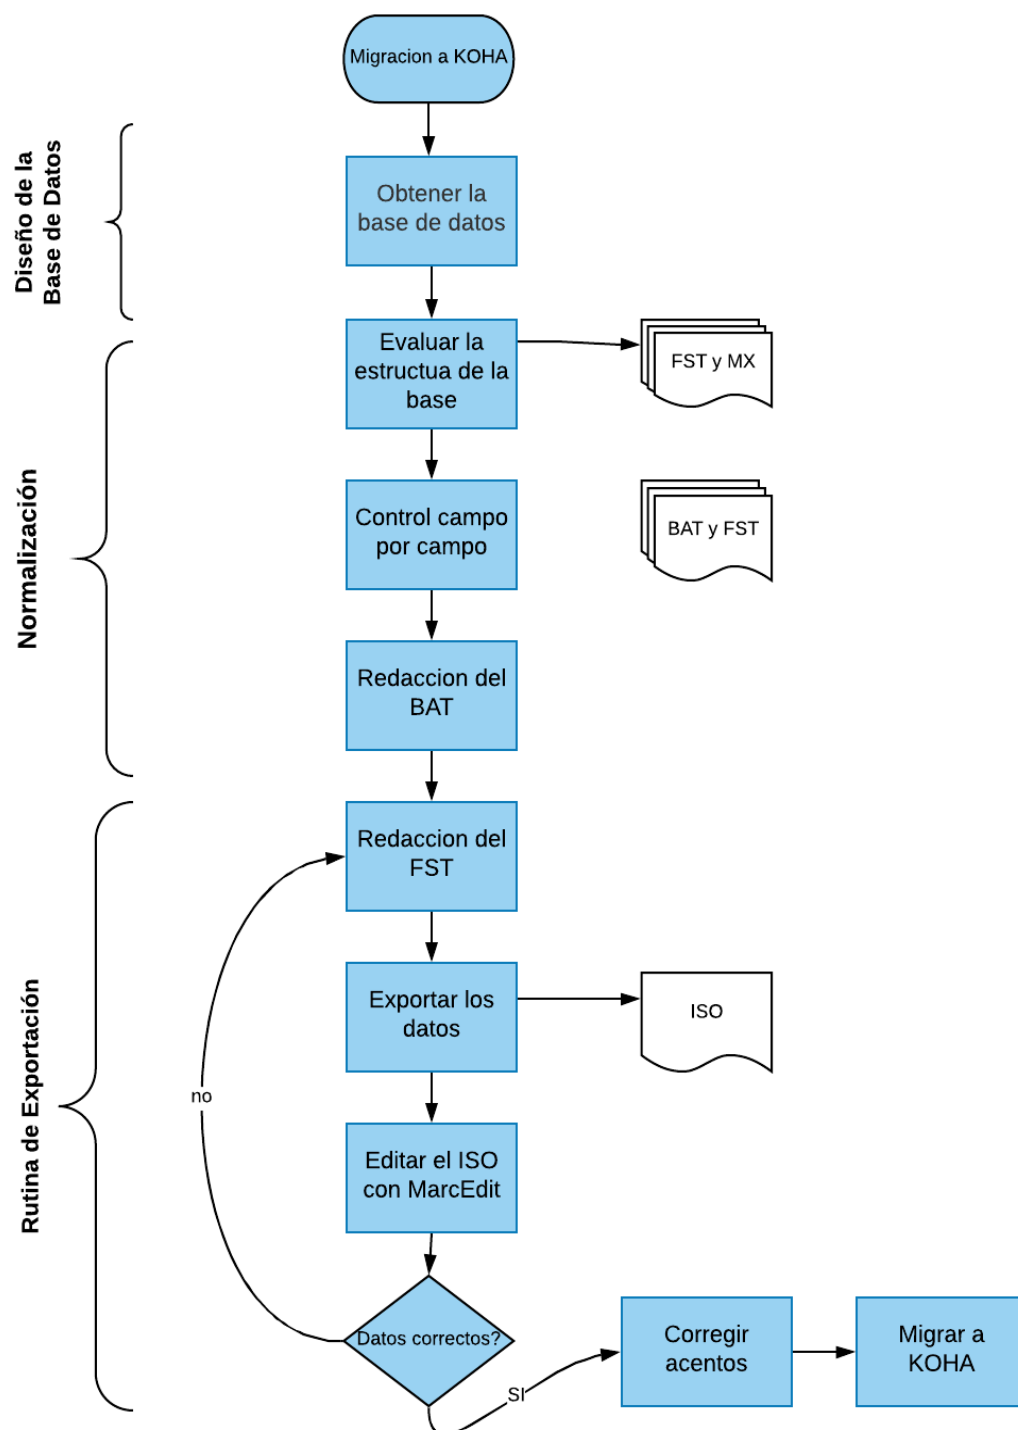 Migracion a KOHA
Diseño de la
Base de Datos
Obtener la
base de datos
Normalización
Evaluar la
estructua de la
base
FST y MX
Control campo
por campo
BAT y FST
Redaccion del
BAT
Rutina de Exportación
Redaccion del
FST
Exportar los
datos
ISO
no
Editar el ISO
con MarcEdit
Datos correctos?
SI
Corregir
acentos
Migrar a
KOHA